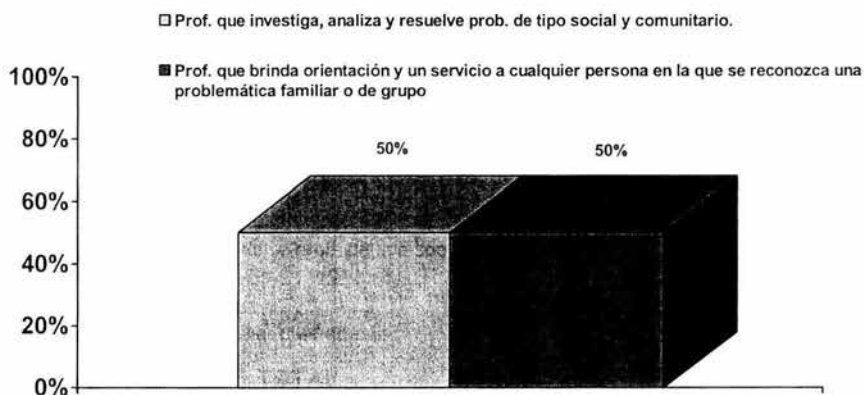 Prof. que investiga, analiza y resuelve prob. de tipo social y comunitario.
Prof. que brinda orientación y un servicio a cualquier persona en la que se reconozca una
problemática familiar o de grupo
100%
80%
60%
40%
20%
0%
50%
50%